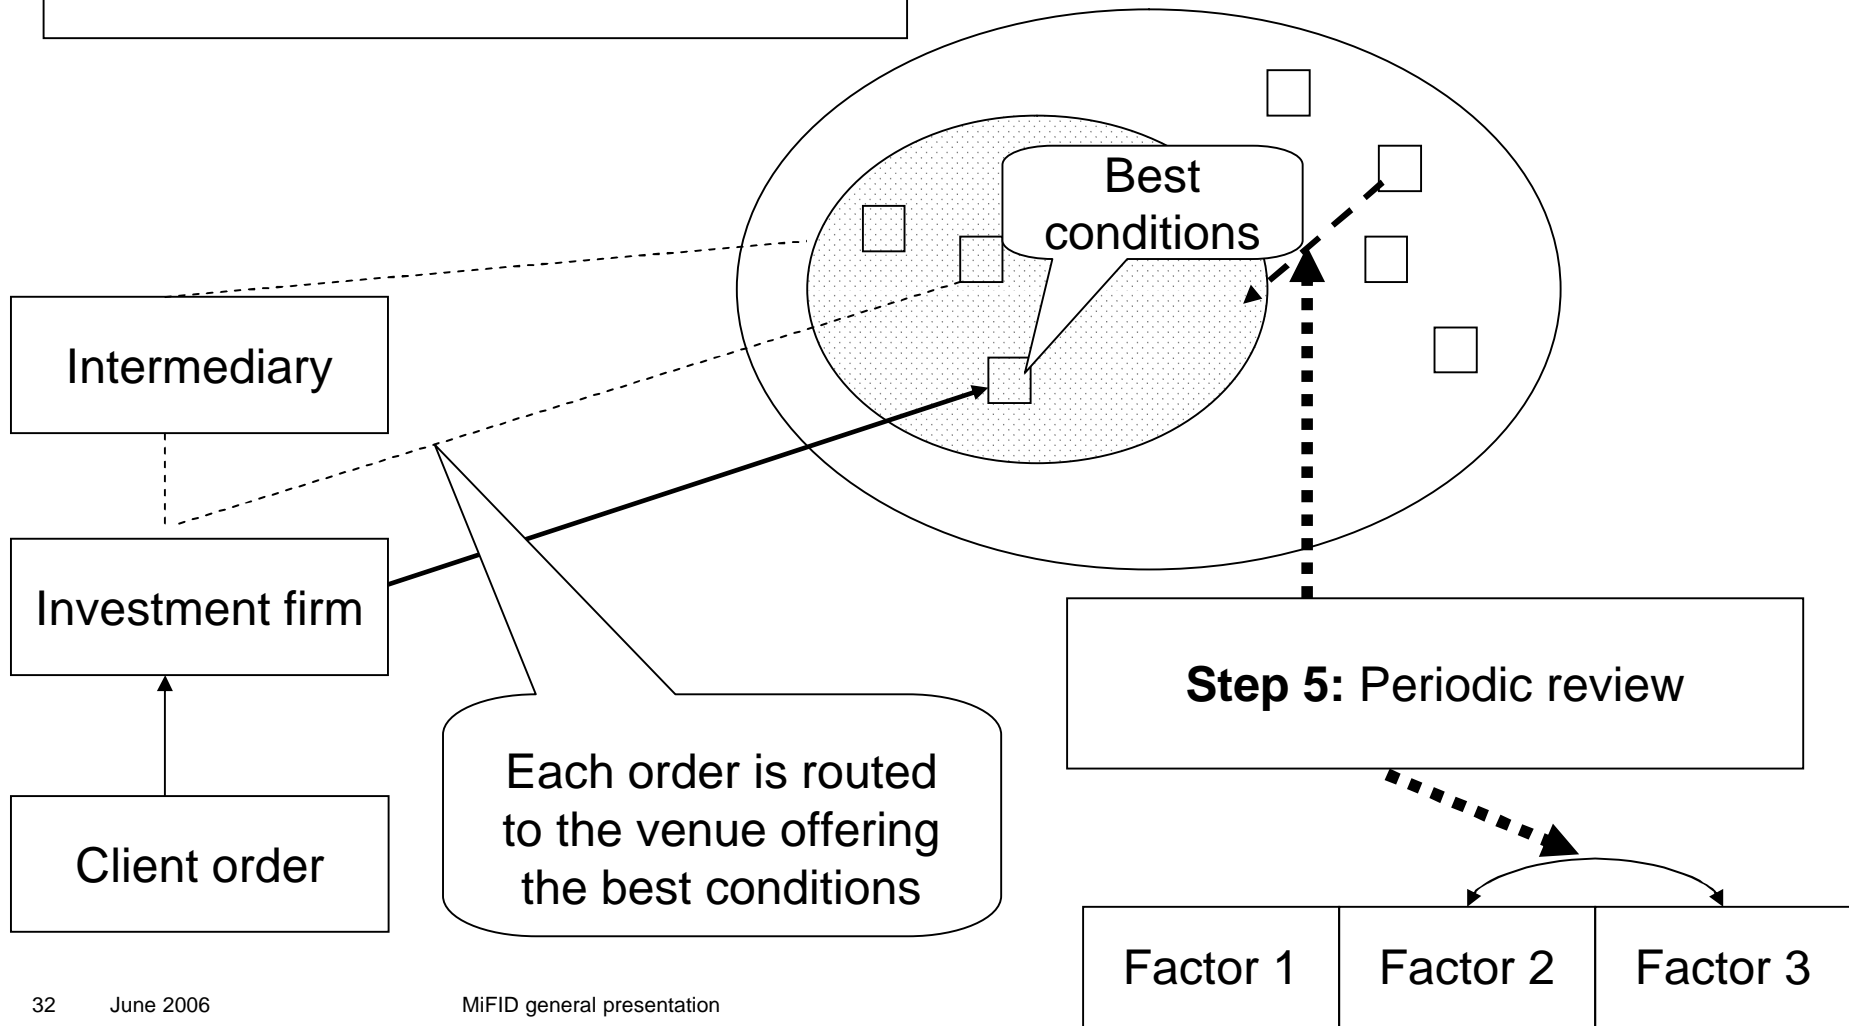 Best
conditions
Intermediary
Investment firm
Step 5: Periodic review
Each order is routed
to the venue offering
the best conditions
Client order
Factor 1 Factor 2 Factor 3
32 June 2006 MiFID general presentation